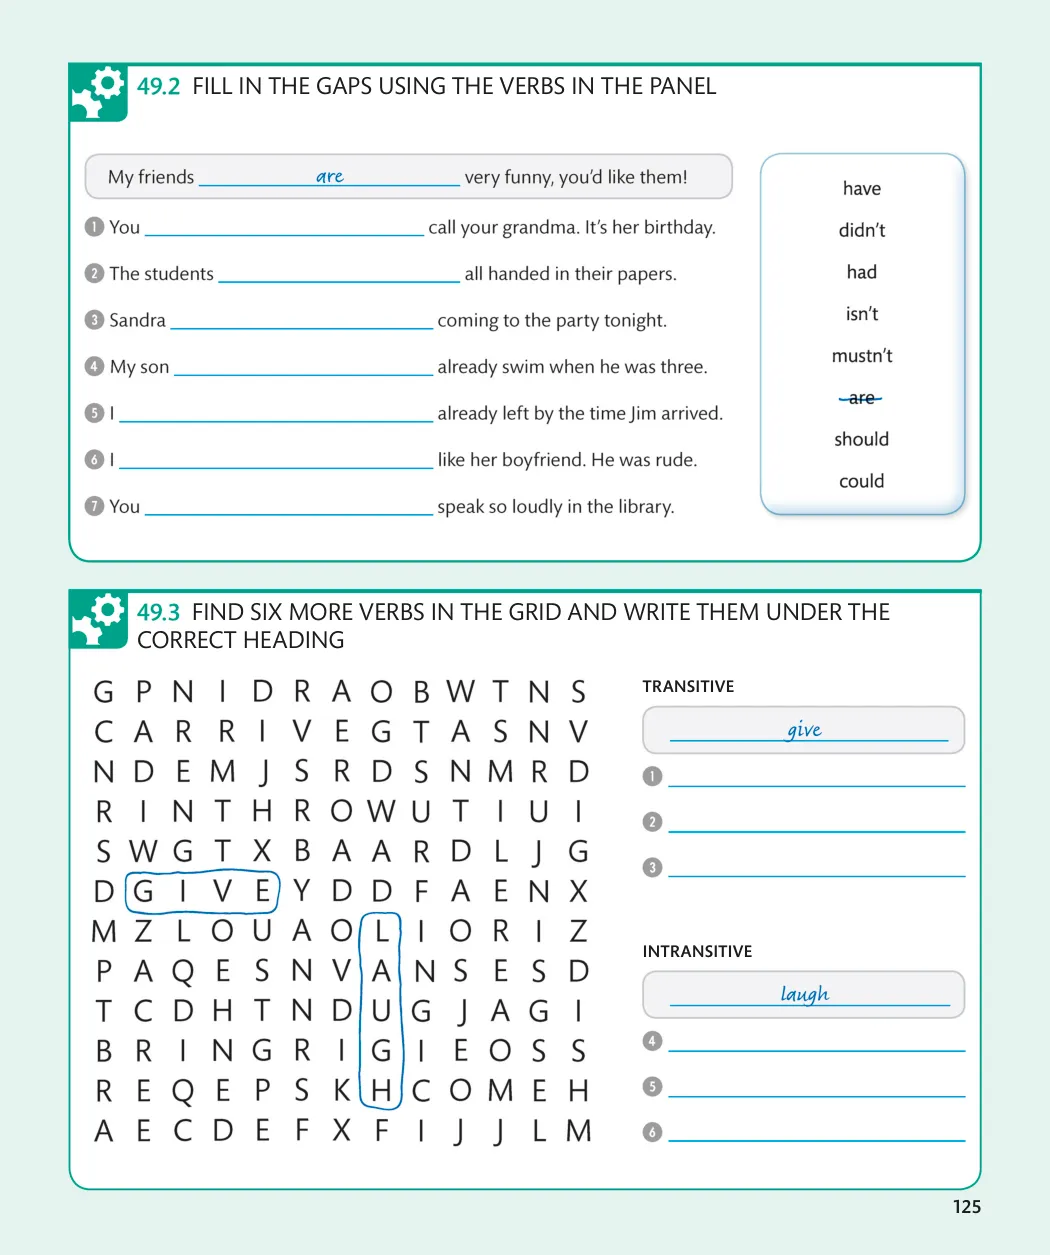 49.2 FILL IN THE GAPS USING THE VERBS IN THE PANEL
My friends are very funny, you'd like them!
1 You call your grandma. It's her birthday.
2 The students all handed in their papers.
3 Sandra coming to the party tonight.
4 My son already swim when he was three.
5 I already left by the time Jim arrived.
6 I like her boyfriend. He was rude.
7 You speak so loudly in the library.
have
didn't
had
isn't
mustn't
are
should
could
49.3 FIND SIX MORE VERBS IN THE GRID AND WRITE THEM UNDER THE
CORRECT HEADING
G P N I D R A O B W T N S
C A R R I V E G T A S N V
N D E M J S R D S N M R D
R I N T H R O W U T I U I
S W G T X B A A R D L J G
D G I V E Y D D F A E N X
M Z L O U A O L I O R I Z
P A Q E S N V A N S E S D
T C D H T N D U G J A G I
B R I N G R I G I E O S S
R E Q E P S K H C O M E H
A E C D E F X F I J J L M
TRANSITIVE
give
1
2
3
INTRANSITIVE
laugh
4
5
6
125